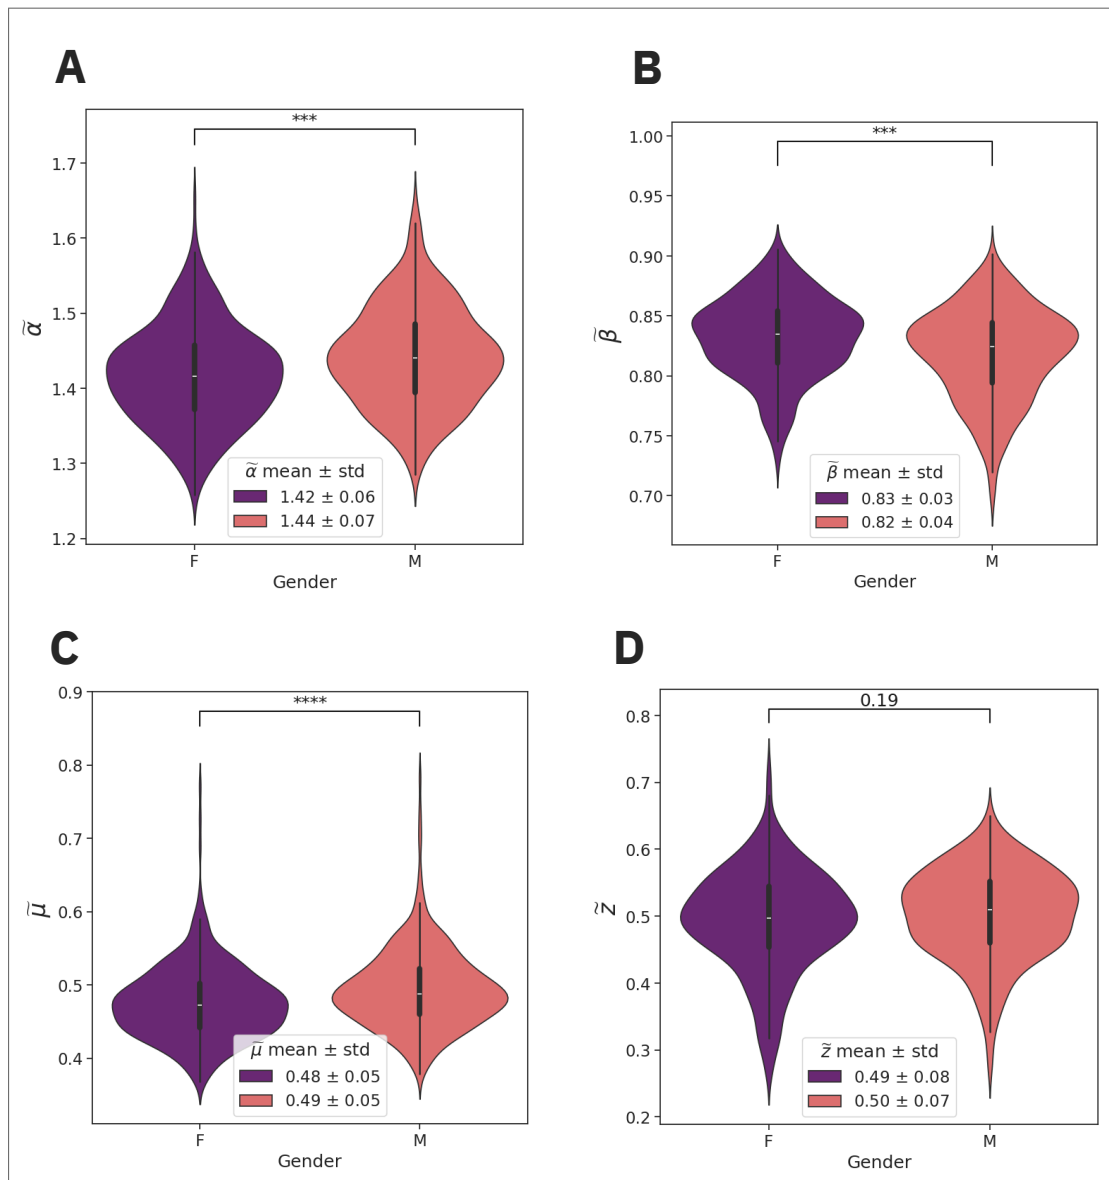 A
***
1.7
1.6
1.5
1.4
1.3
1.2
α̃
α̃ mean ± std
1.42 ± 0.06
1.44 ± 0.07
F M
Gender
B
***
1.00
0.95
0.90
0.85
0.80
0.75
0.70
β̃
β̃ mean ± std
0.83 ± 0.03
0.82 ± 0.04
F M
Gender
C
****
0.9
0.8
0.7
0.6
0.5
0.4
μ̃
μ̃ mean ± std
0.48 ± 0.05
0.49 ± 0.05
F M
Gender
D
0.19
0.8
0.7
0.6
0.5
0.4
0.3
0.2
z̃
z̃ mean ± std
0.49 ± 0.08
0.50 ± 0.07
F M
Gender